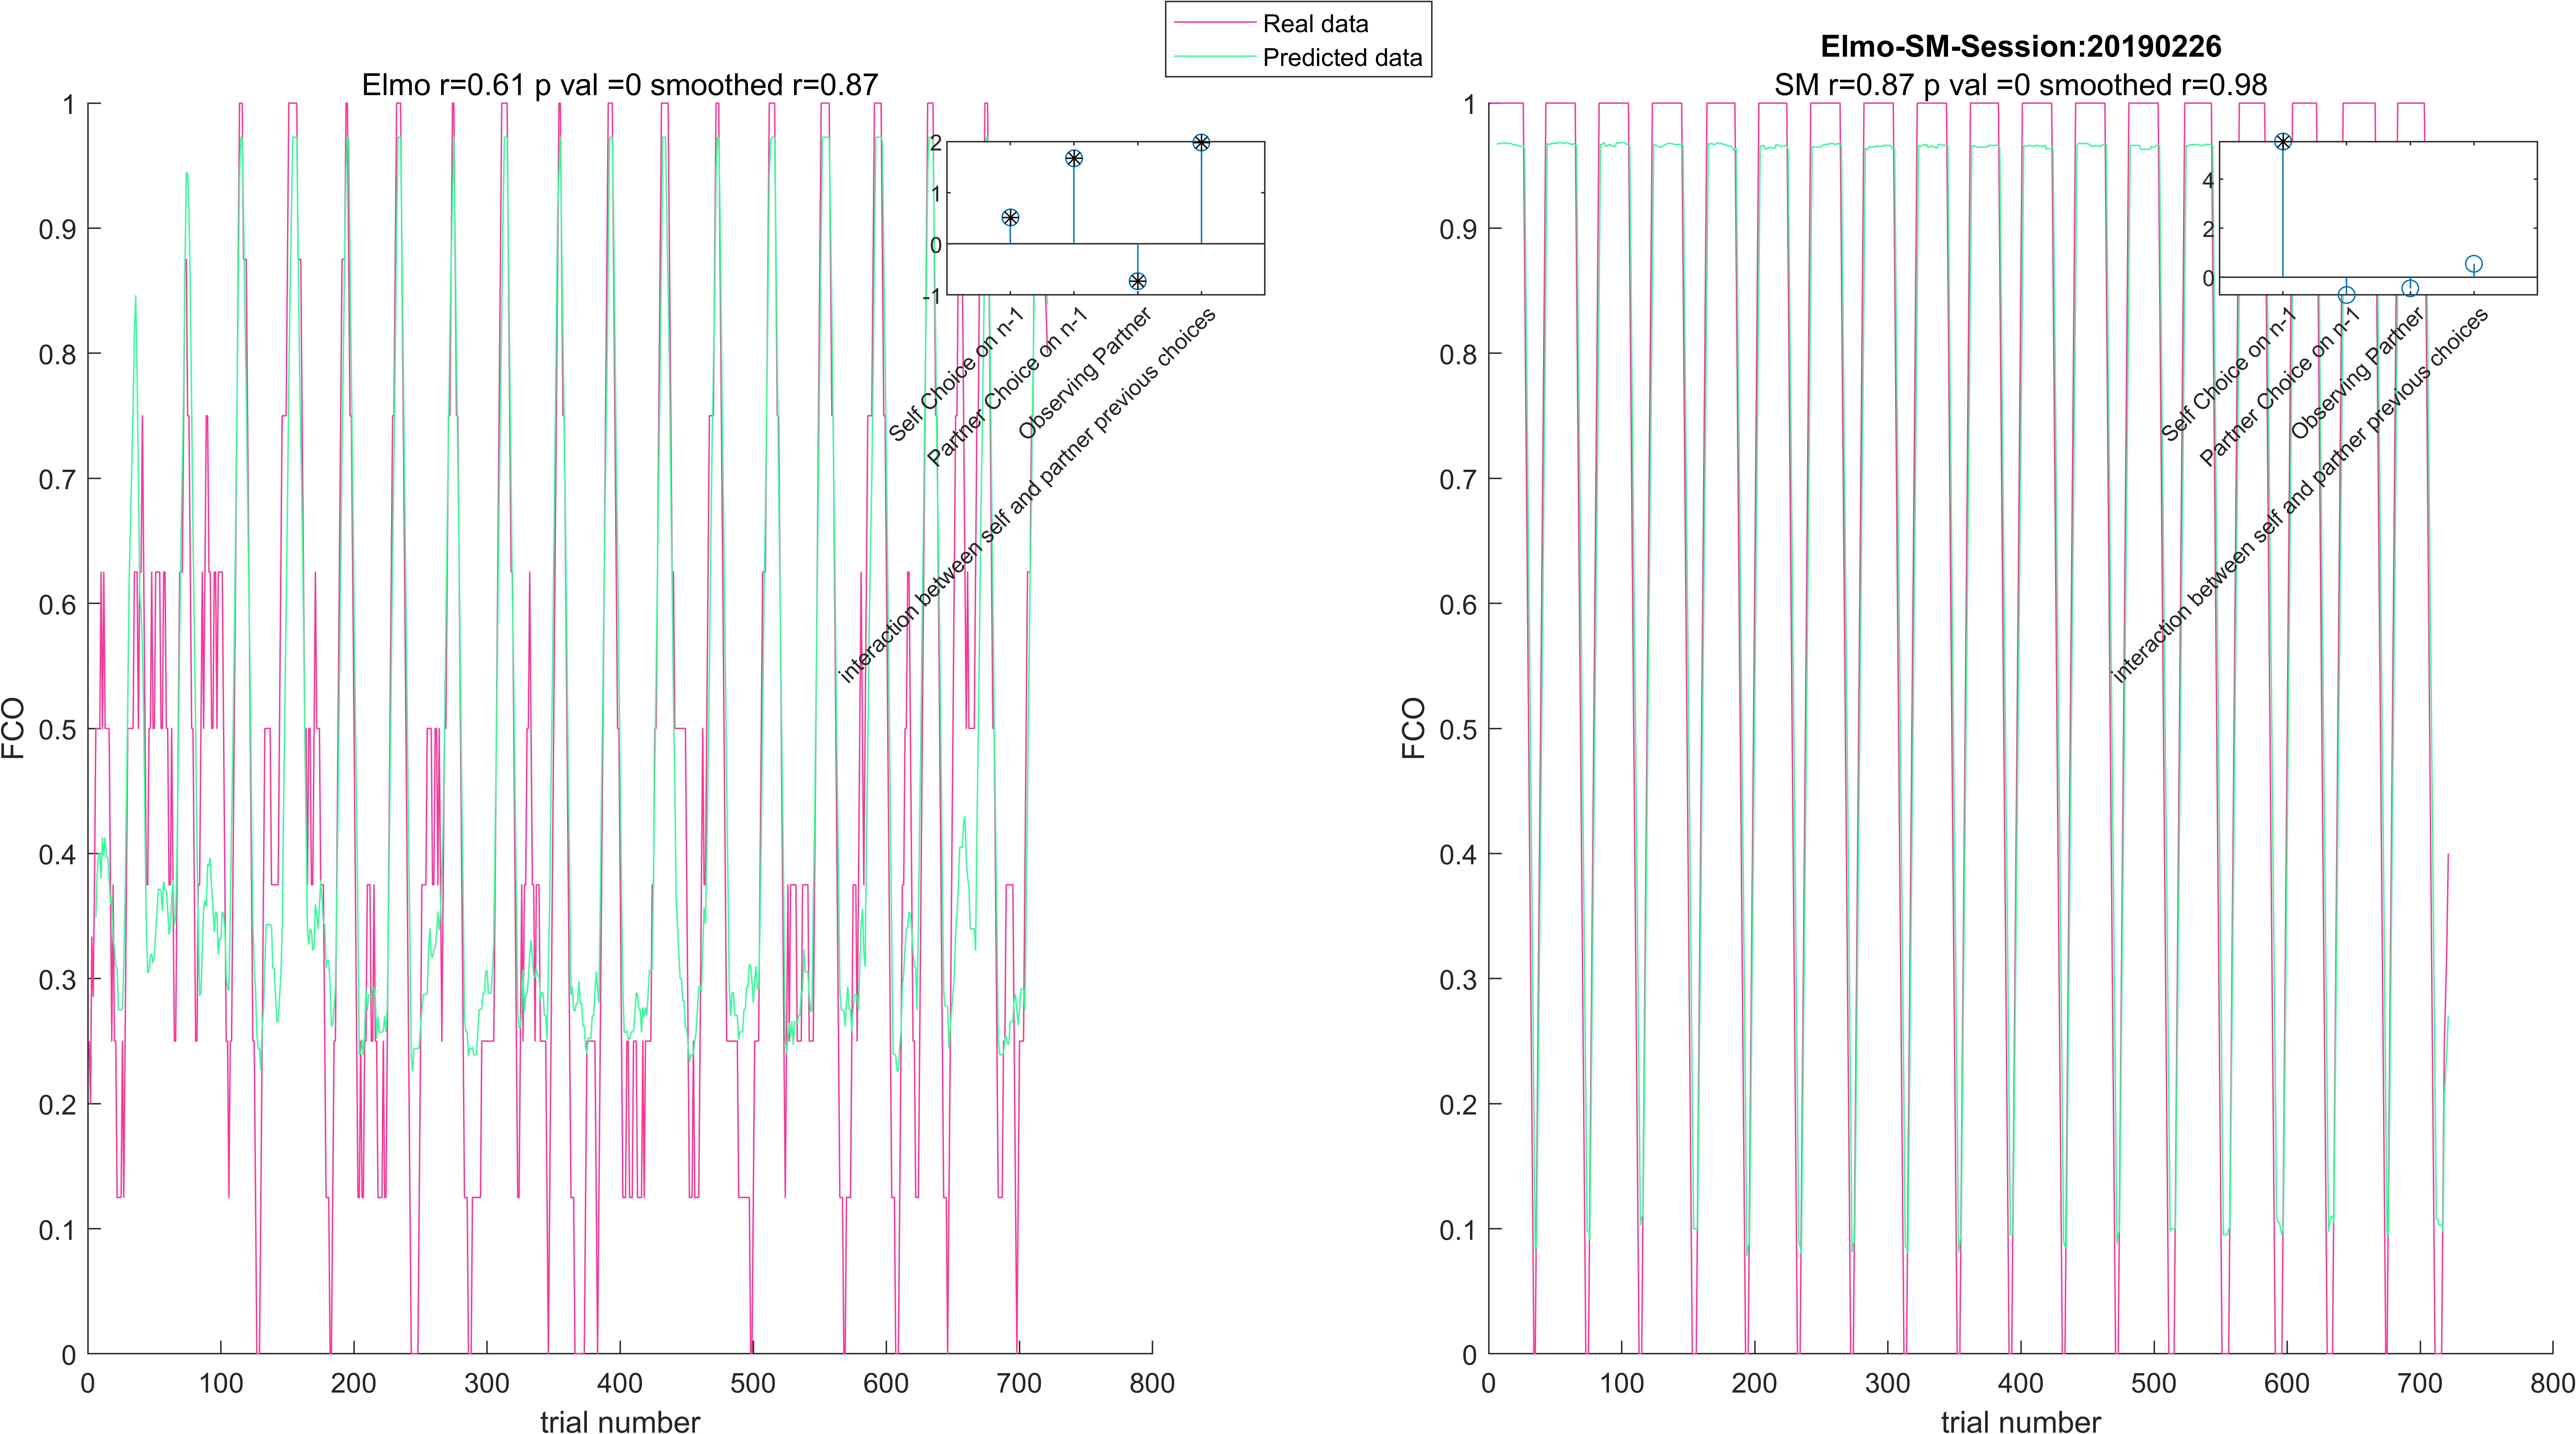 Real data
Predicted data
Elmo-SM-Session:20190226
Elmo r=0.61 p val =0 smoothed r=0.87
SM r=0.87 p val =0 smoothed r=0.98
FCO
1
0.9
0.8
0.7
0.6
0.5
0.4
0.3
0.2
0.1
0
0
100
200
300
400
500
600
700
800
trial number
2
1
0
-1
Self Choice on n-1
Partner Choice on n-1
Observing Partner
interaction between self and partner previous choices
FCO
1
0.9
0.8
0.7
0.6
0.5
0.4
0.3
0.2
0.1
0
0
100
200
300
400
500
600
700
800
trial number
4
2
0
Self Choice on n-1
Partner Choice on n-1
Observing Partner
interaction between self and partner previous choices